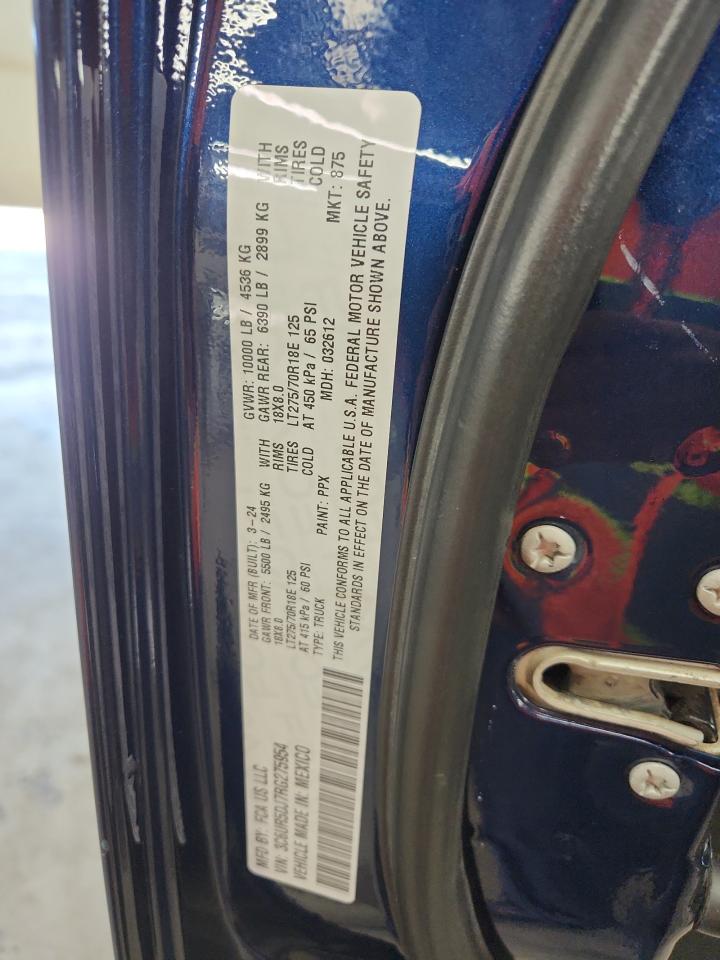 MFD BY: FCA US LLC
DATE OF MFR (BUILT): 3-24
GVWR: 10000 LB / 4536 KG
GAWR FRONT: 5500 LB / 2495 KG WITH
GAWR REAR: 6390 LB / 2899 KG WITH
18X8.0 RIMS
18X8.0 RIMS
LT275/70R18E 125 TIRES
LT275/70R18E 125 TIRES
AT 415 kPa / 60 PSI COLD
AT 450 kPa / 65 PSI COLD
VIN: 3C6UR5DJ7RG275954
TYPE: TRUCK
PAINT: PPX
MDH: 032612
MKT: 875
VEHICLE MADE IN: MEXICO
THIS VEHICLE CONFORMS TO ALL APPLICABLE U.S.A. FEDERAL MOTOR VEHICLE SAFETY
STANDARDS IN EFFECT ON THE DATE OF MANUFACTURE SHOWN ABOVE.